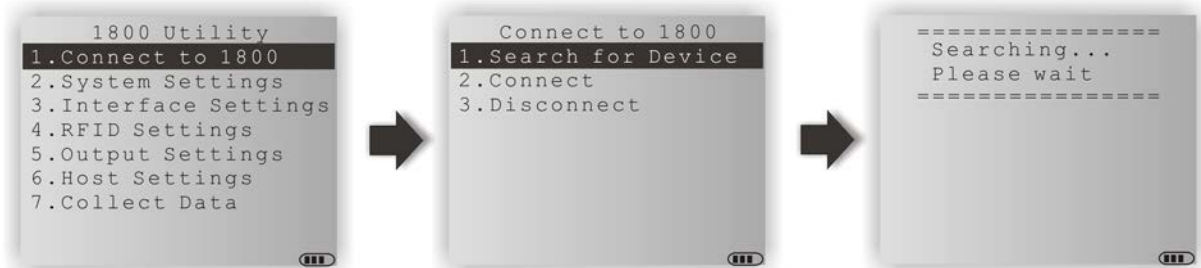 1800 Utility
1.Connect to 1800
2.System Settings
3.Interface Settings
4.RFID Settings
5.Output Settings
6.Host Settings
7.Collect Data
Connect to 1800
1.Search for Device
2.Connect
3.Disconnect
================
Searching...
Please wait
================